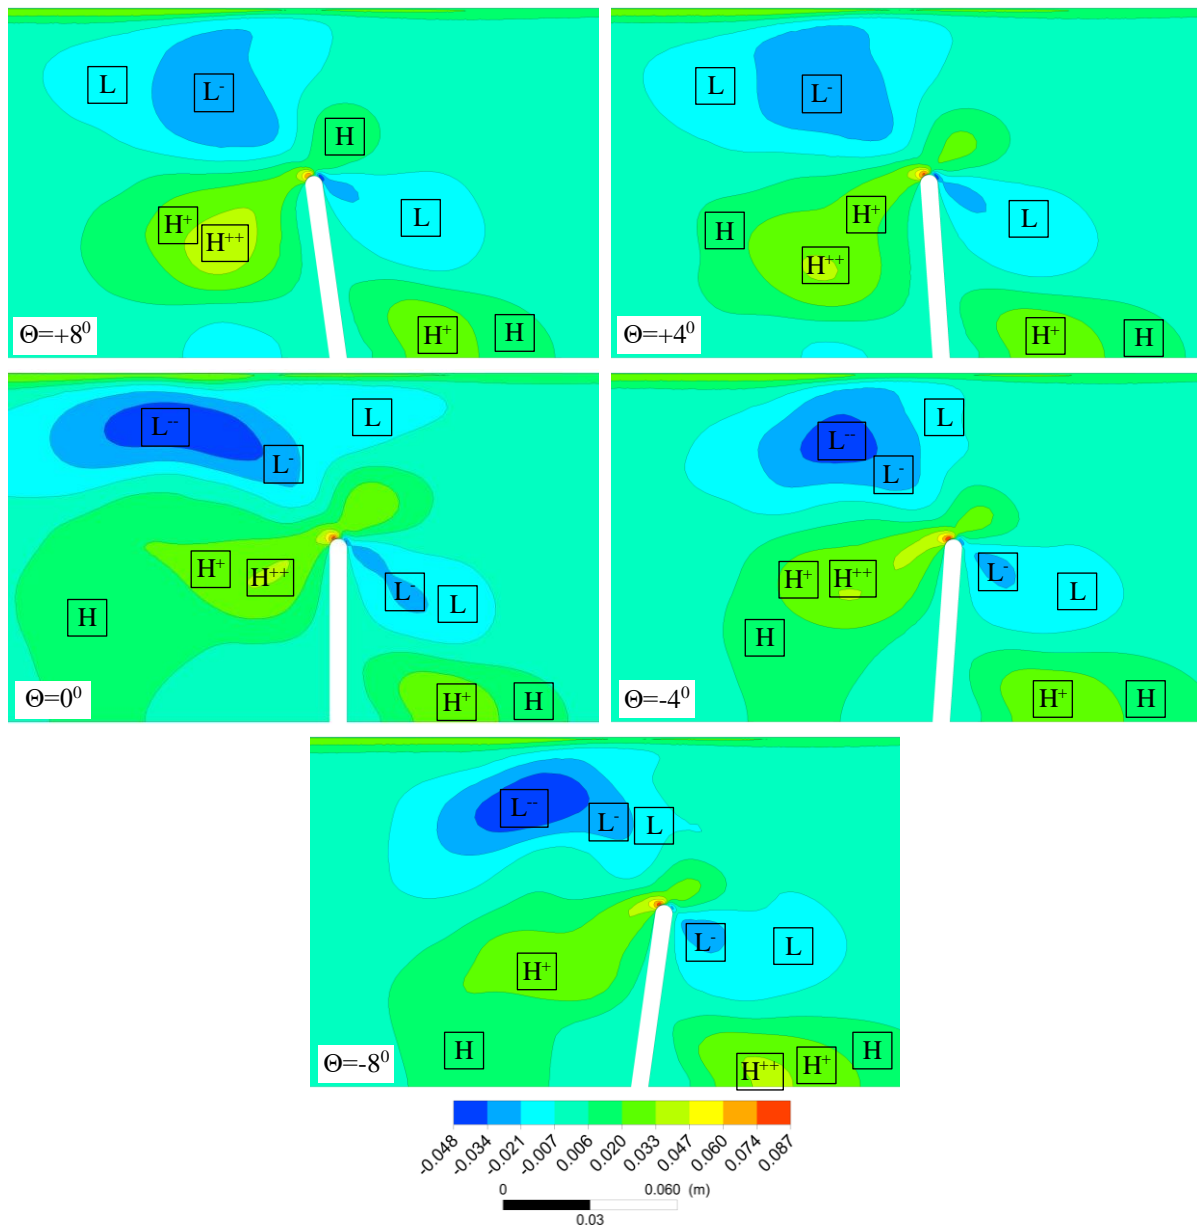 L
L-
H
H+
H++
L
H+
H
Θ=+8⁰
L
L-
H
H+
H++
L
H+
H
Θ=+4⁰
L--
L
L-
H+
H++
L-
L
H
H+
H
Θ=0⁰
L--
L
L-
H+
H++
L-
L
H
H+
H
Θ=-4⁰
L--
L-
L
L-
L
H+
H
H++
H+
H
Θ=-8⁰
-0.048 -0.034 -0.021 -0.007 0.006 0.020 0.033 0.047 0.060 0.074 0.087
0 0.060 (m)
0.03